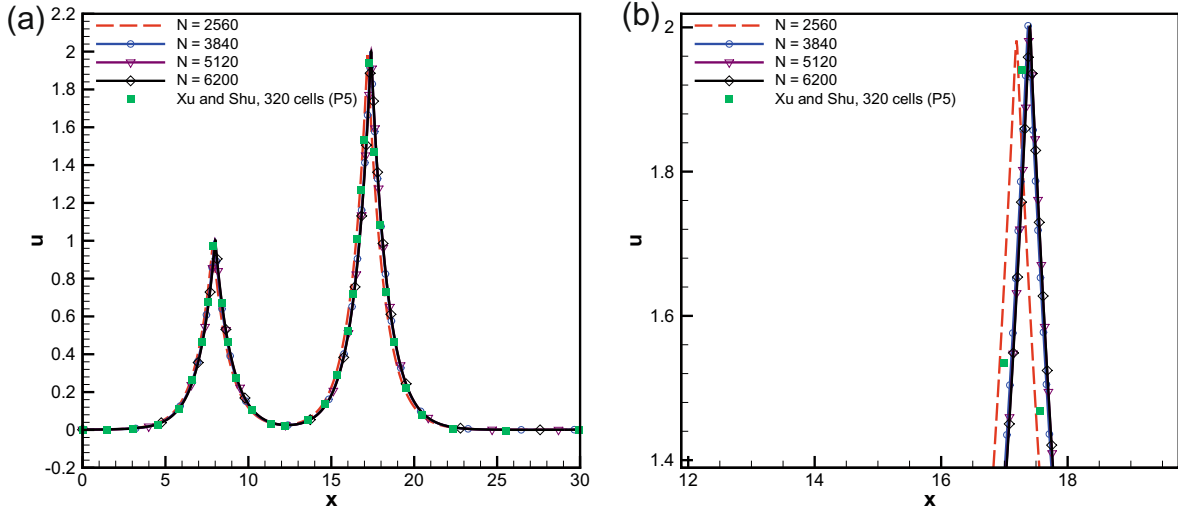 (a)
2.2
2
1.8
1.6
1.4
1.2
1
0.8
0.6
0.4
0.2
0
-0.2
u
N = 2560
N = 3840
N = 5120
N = 6200
Xu and Shu, 320 cells (P5)
0 5 10 15 20 25 30
x
(b)
2
1.8
1.6
1.4
u
N = 2560
N = 3840
N = 5120
N = 6200
Xu and Shu, 320 cells (P5)
12 14 16 18
x